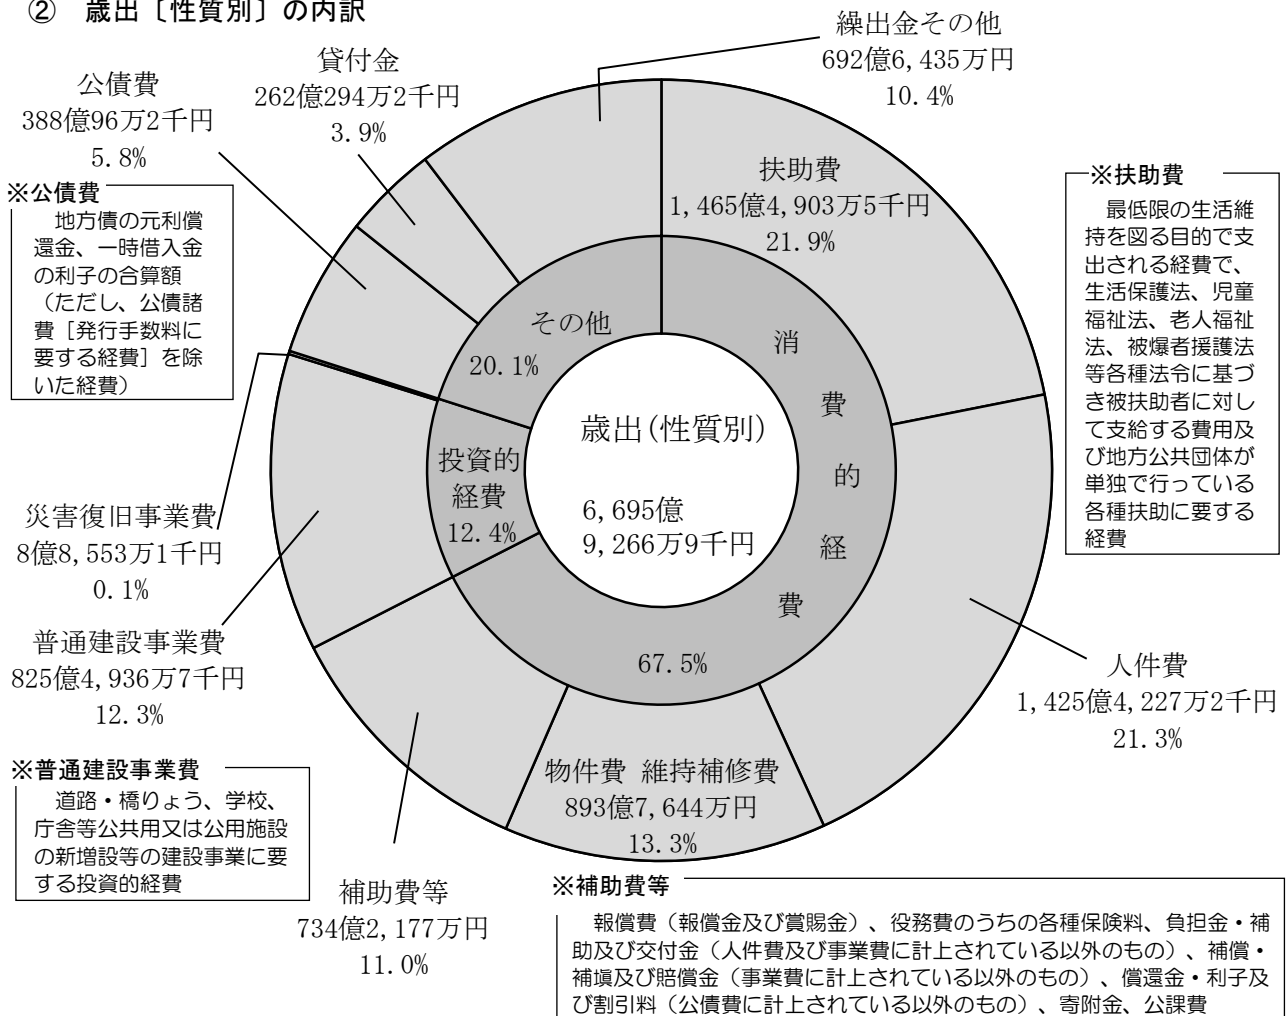 ② 歳出〔性質別〕の内訳
繰出金その他
692億6,435万円
10.4%
貸付金
262億294万2千円
3.9%
公債費
388億96万2千円
5.8%
※公債費
地方債の元利償
還金、一時借入金
の利子の合算額
（ただし、公債諸
費［発行手数料に
要する経費］を除
いた経費）
扶助費
1,465億4,903万5千円
21.9%
※扶助費
最低限の生活維
持を図る目的で支
出される経費で、
生活保護法、児童
福祉法、老人福祉
法、被爆者援護法
等各種法令に基づ
き被扶助者に対し
て支給する費用及
び地方公共団体が
単独で行っている
各種扶助に要する
経費
その他
20.1%
消費的経費
67.5%
投資的
経費
12.4%
歳出(性質別)
6,695億
9,266万9千円
災害復旧事業費
8億8,553万1千円
0.1%
普通建設事業費
825億4,936万7千円
12.3%
人件費
1,425億4,227万2千円
21.3%
物件費 維持補修費
893億7,644万円
13.3%
※普通建設事業費
道路・橋りょう、学校、
庁舎等公共用又は公用施設
の新増設等の建設事業に要
する投資的経費
補助費等
734億2,177万円
11.0%
※補助費等
報償費（報償金及び賞賜金）、役務費のうちの各種保険料、負担金・補
助及び交付金（人件費及び事業費に計上されている以外のもの）、補償・
補塡及び賠償金（事業費に計上されている以外のもの）、償還金・利子及
び割引料（公債費に計上されている以外のもの）、寄附金、公課費